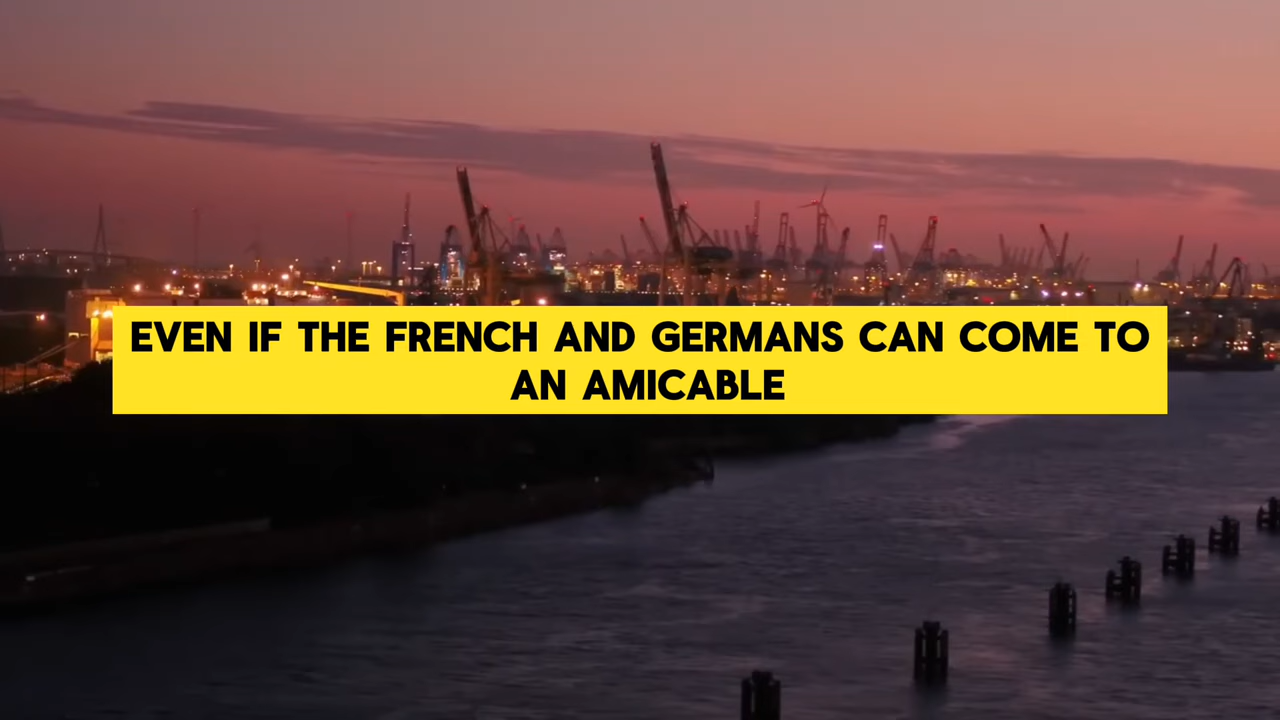 EVEN IF THE FRENCH AND GERMANS CAN COME TO
AN AMICABLE